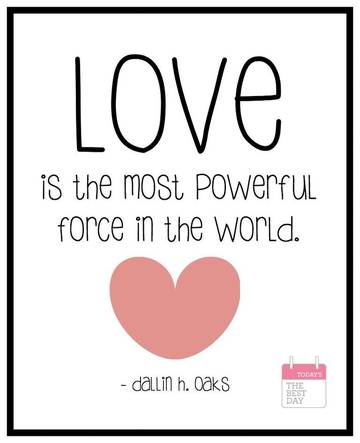 LOVe
is the most Powerful
force in the world.
- dallin h. oaks
TODAY'S
THE
BEST
DAY